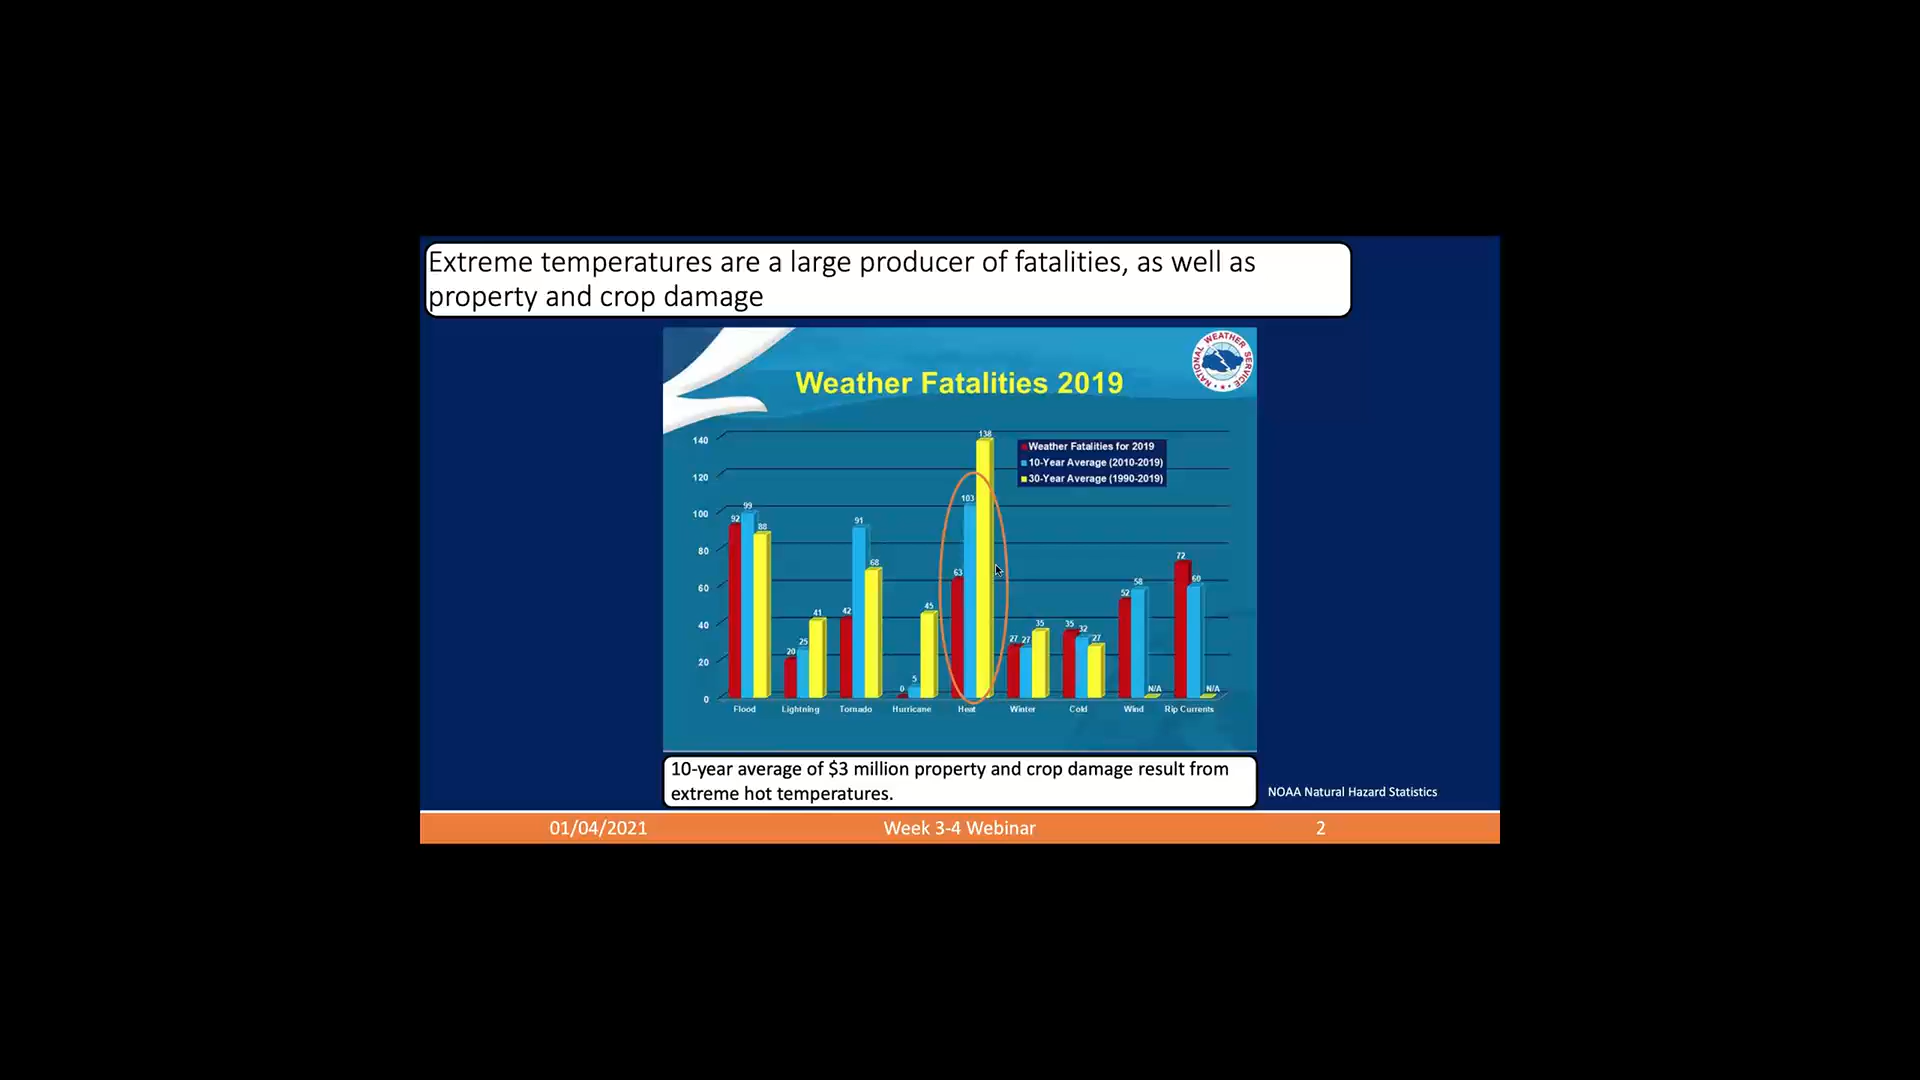 Extreme temperatures are a large producer of fatalities, as well as
property and crop damage
NATIONAL WEATHER SERVICE
Weather Fatalities 2019
Weather Fatalities for 2019
10-Year Average (2010-2019)
30-Year Average (1990-2019)
140
120
100
80
60
40
20
0
92 99 88
20 25 41
42 91 68
0 5 45
63 103 138
27 27 35
35 32 27
52 58 N/A
72 60 N/A
Flood Lightning Tornado Hurricane Heat Winter Cold Wind Rip Currents
10-year average of $3 million property and crop damage result from
extreme hot temperatures.
NOAA Natural Hazard Statistics
01/04/2021 Week 3-4 Webinar 2